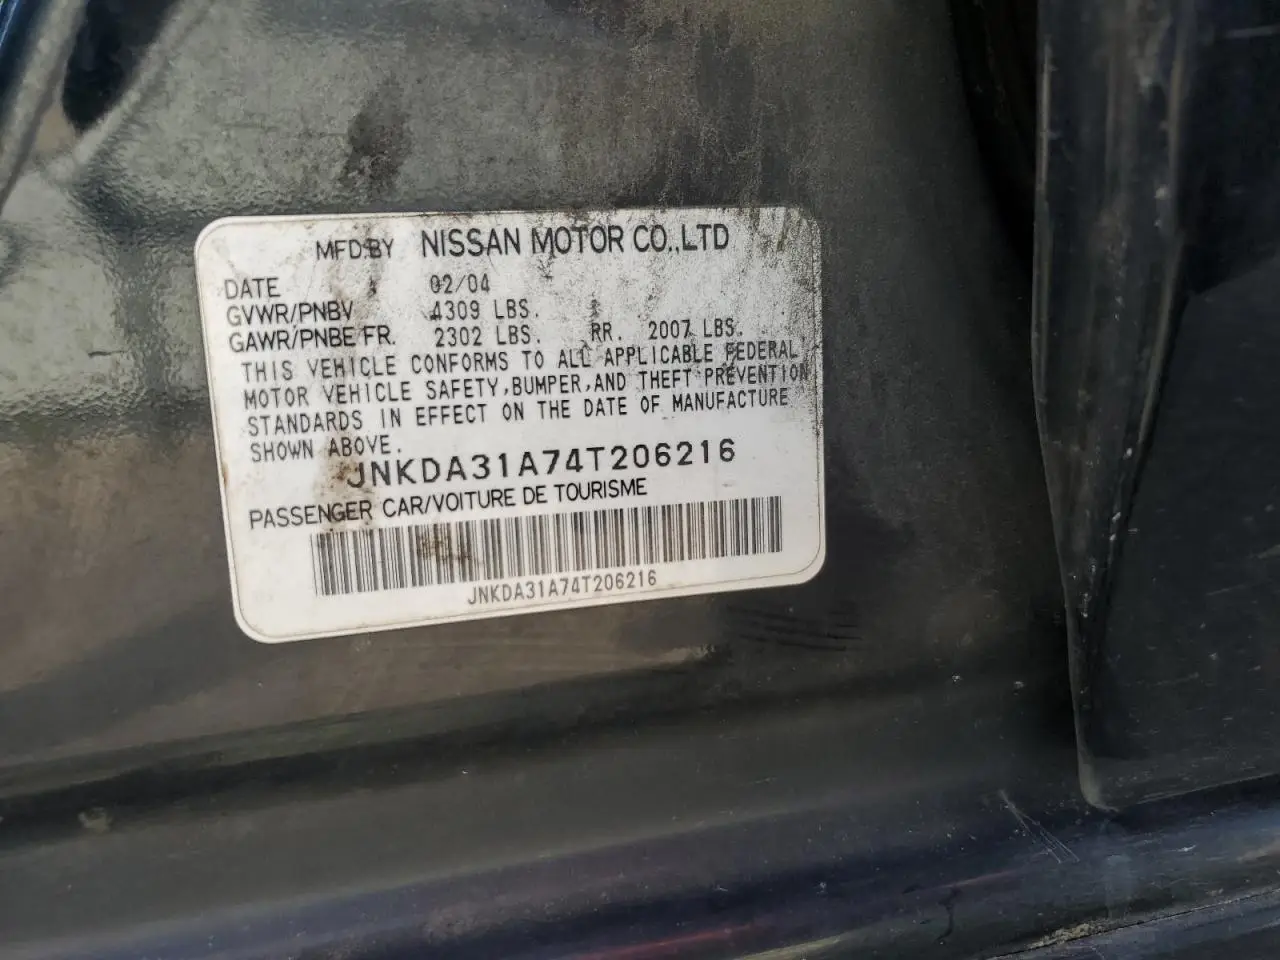 MFD.BY NISSAN MOTOR CO.,LTD
DATE 02/04
GVWR/PNBV 4309 LBS.
GAWR/PNBE FR. 2302 LBS. RR. 2007 LBS.
THIS VEHICLE CONFORMS TO ALL APPLICABLE FEDERAL
MOTOR VEHICLE SAFETY,BUMPER,AND THEFT PREVENTION
STANDARDS IN EFFECT ON THE DATE OF MANUFACTURE
SHOWN ABOVE.
JNKDA31A74T206216
PASSENGER CAR/VOITURE DE TOURISME
JNKDA31A74T206216